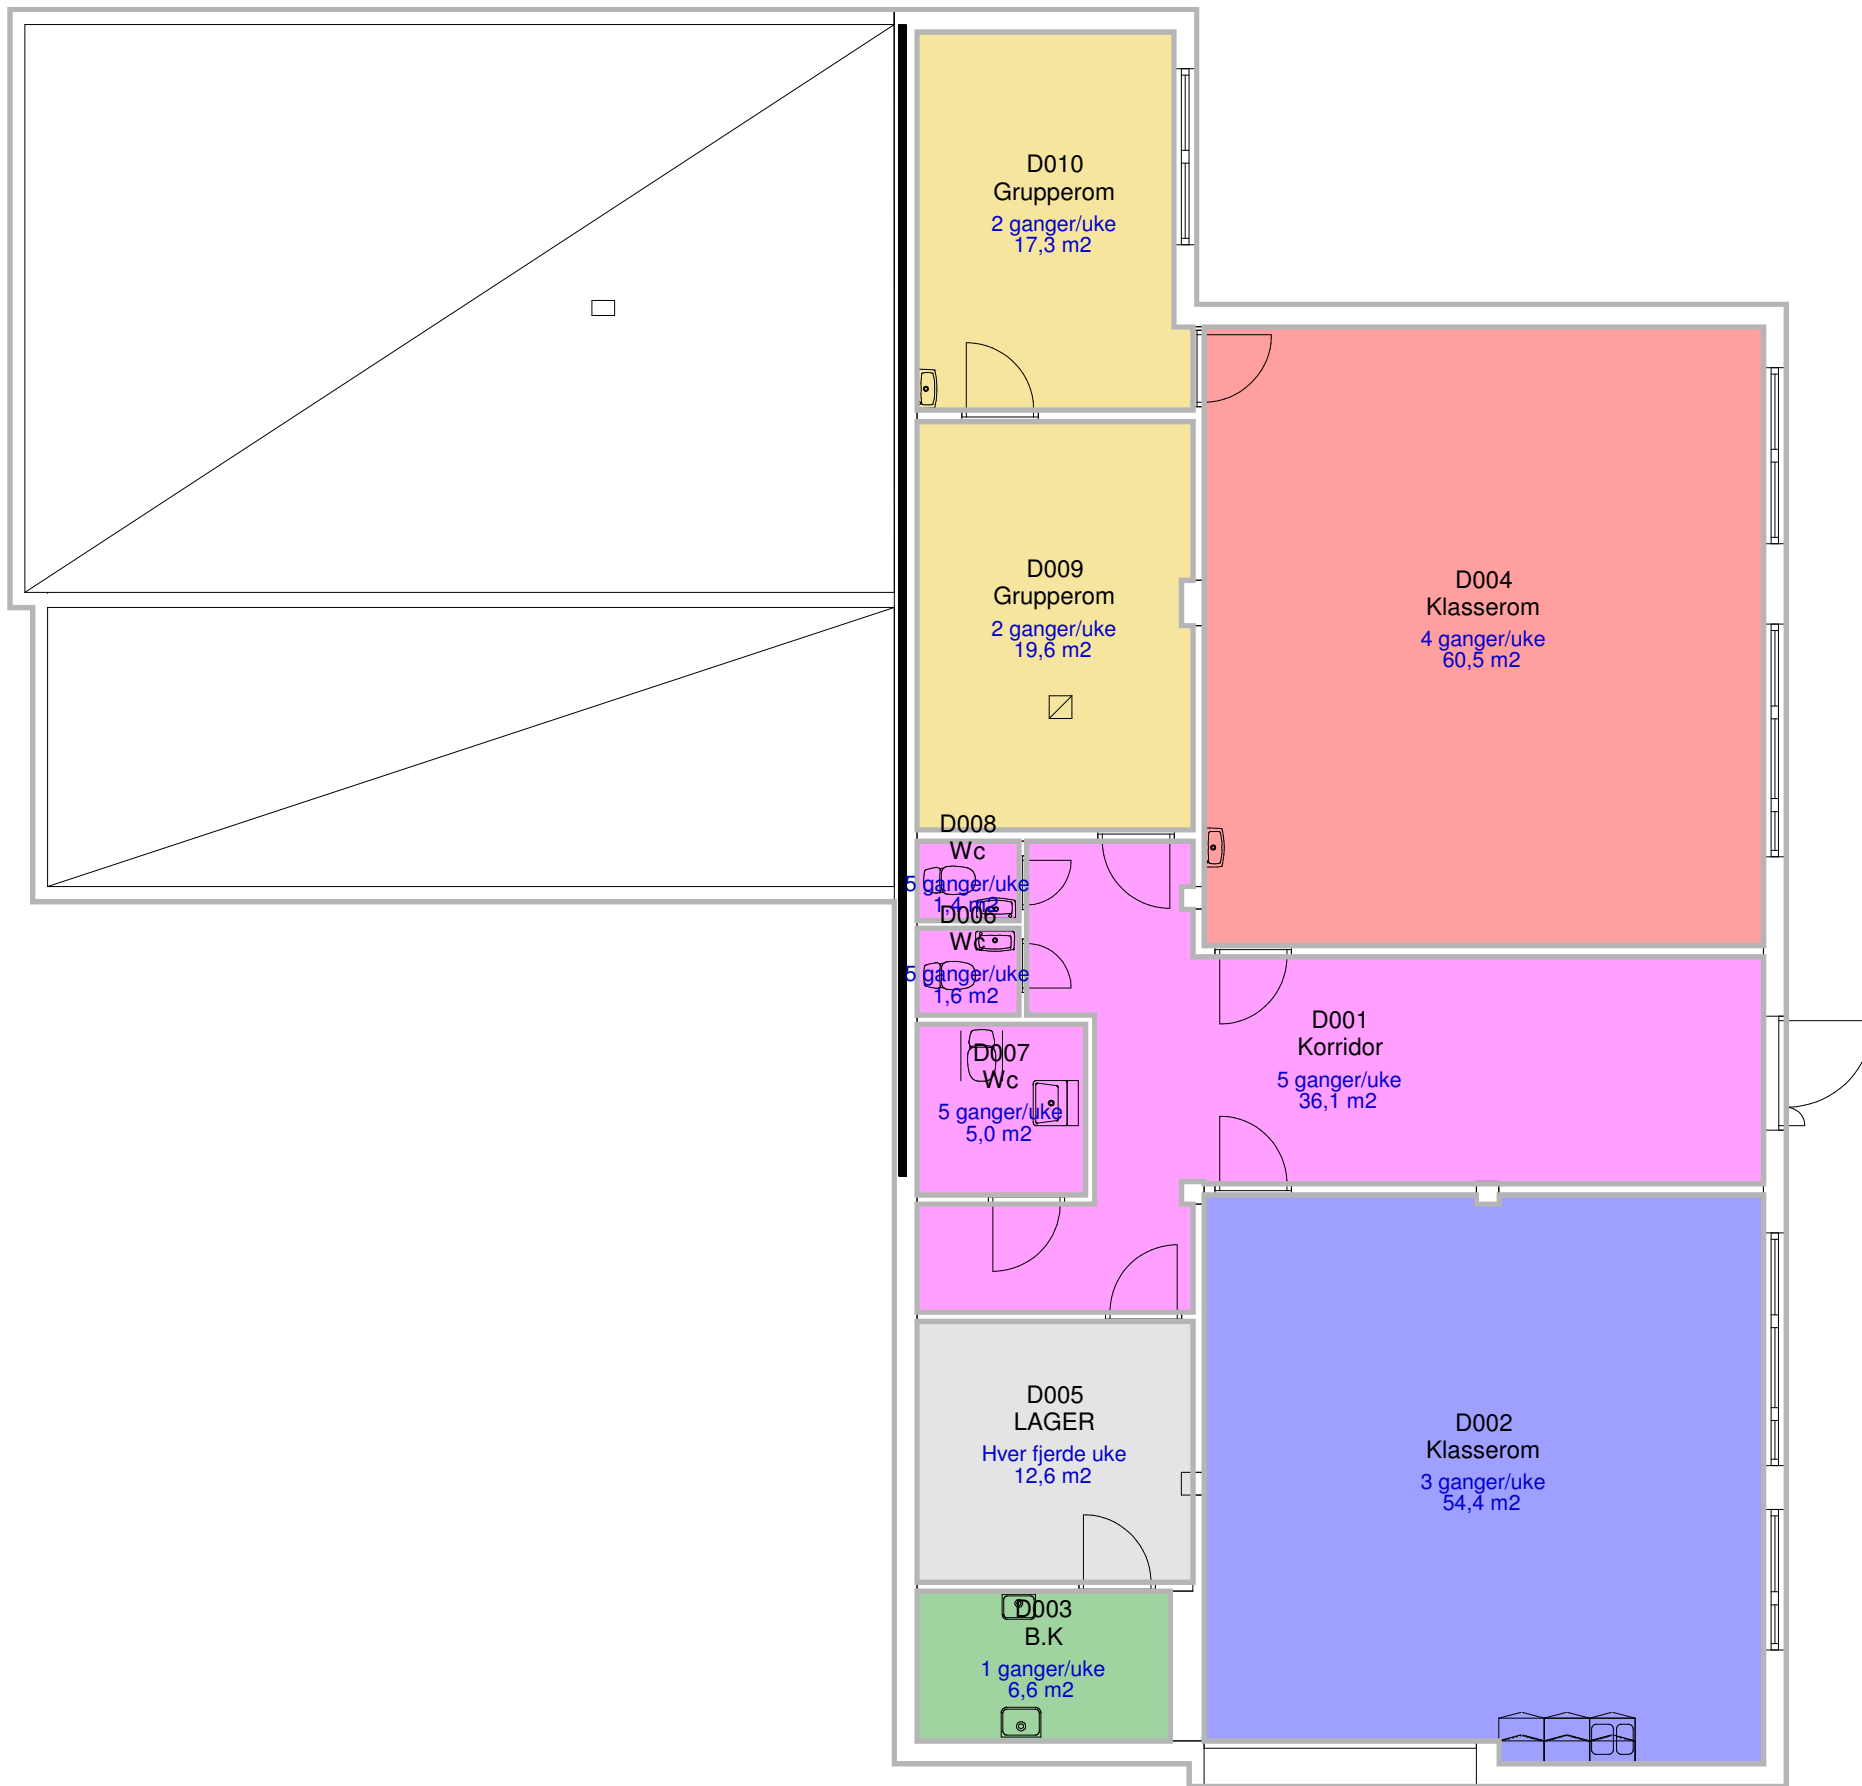 D010
Grupperom
2 ganger/uke
17,3 m2
D009
Grupperom
2 ganger/uke
19,6 m2
D004
Klasserom
4 ganger/uke
60,5 m2
D008
Wc
5 ganger/uke
1,4 m2
D006
Wc
5 ganger/uke
1,6 m2
D007
Wc
5 ganger/uke
5,0 m2
D001
Korridor
5 ganger/uke
36,1 m2
D005
LAGER
Hver fjerde uke
12,6 m2
D002
Klasserom
3 ganger/uke
54,4 m2
D003
B.K
1 ganger/uke
6,6 m2